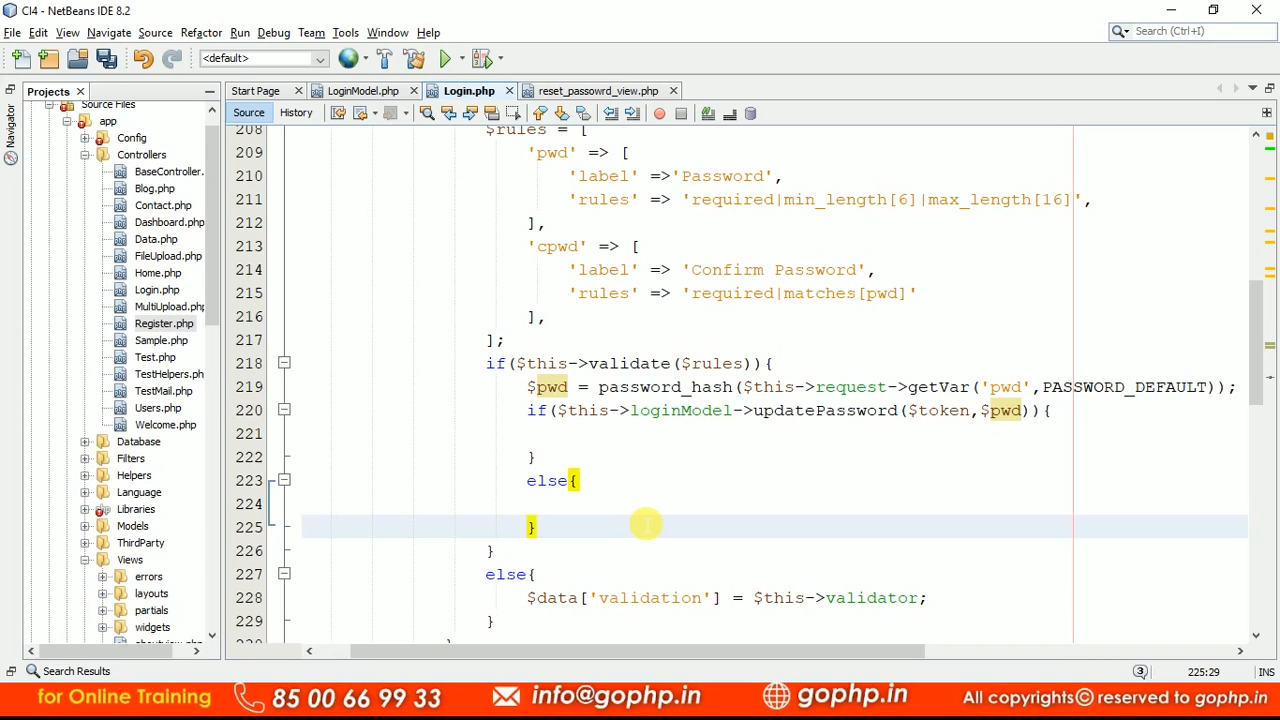 CI4 - NetBeans IDE 8.2
File Edit View Navigate Source Refactor Run Debug Team Tools Window Help
Search (Ctrl+I)
<default>
Projects
Start Page
LoginModel.php
Login.php
reset_passowrd_view.php
Navigator
Source
History
Source Files
app
Config
Controllers
BaseController.
Blog.php
Contact.php
Dashboard.php
Data.php
FileUpload.php
Home.php
Login.php
MultiUpload.php
Register.php
Sample.php
Test.php
TestHelpers.php
TestMail.php
Users.php
Welcome.php
Database
Filters
Helpers
Language
Libraries
Models
ThirdParty
Views
errors
layouts
partials
widgets
208 $rules = [
209 'pwd' => [
210 'label' =>'Password',
211 'rules' => 'required|min_length[6]|max_length[16]',
212 ],
213 'cpwd' => [
214 'label' => 'Confirm Password',
215 'rules' => 'required|matches[pwd]'
216 ],
217 ];
218 if($this->validate($rules)){
219 $pwd = password_hash($this->request->getVar('pwd',PASSWORD_DEFAULT));
220 if($this->loginModel->updatePassword($token,$pwd)){
221
222 }
223 else{
224
225 }
226 }
227 else{
228 $data['validation'] = $this->validator;
229 }
Search Results
3
225:29
INS
for Online Training 85 00 66 99 33 info@gophp.in gophp.in All copyrights© reserved to gophp.in